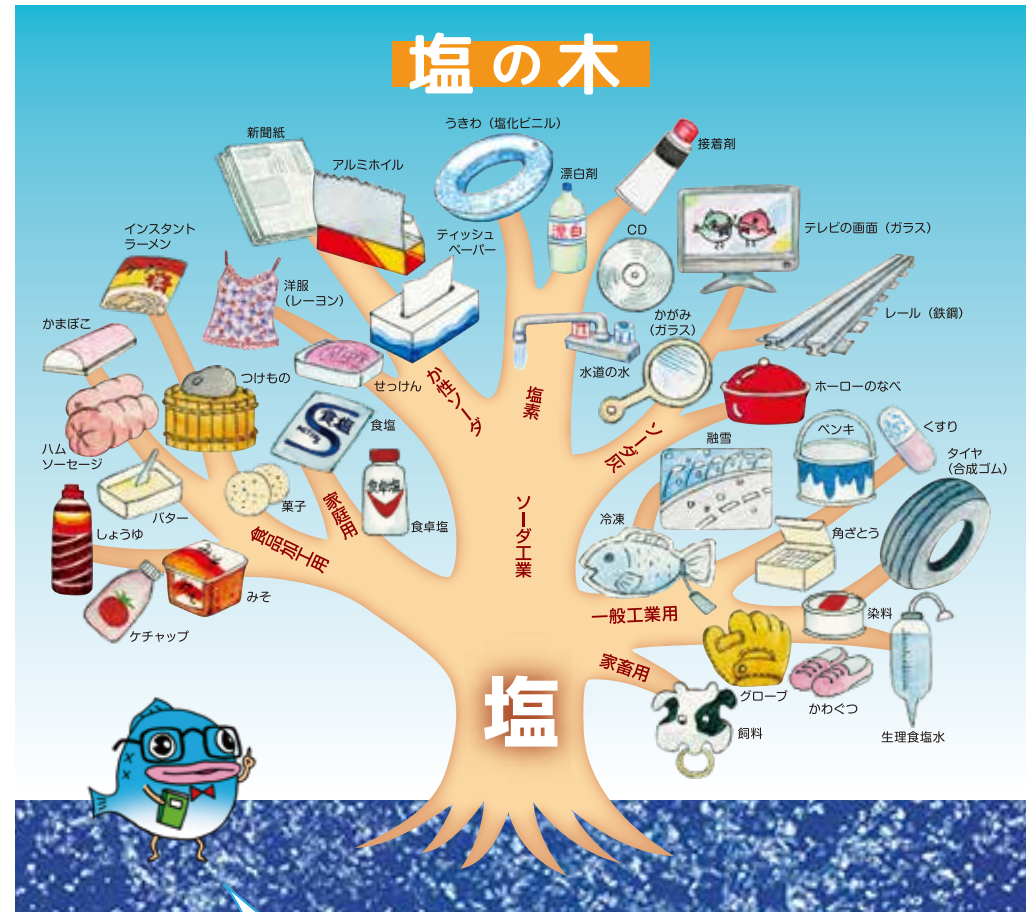 塩の木
うきわ（塩化ビニル）
新聞紙
接着剤
アルミホイル
漂白剤
漂白
インスタント
ラーメン
ティッシュ
ペーパー
CD
テレビの画面（ガラス）
洋服
（レーヨン）
かがみ
（ガラス）
レール（鉄鋼）
かまぼこ
水道の水
つけもの
せっけん
か性ソーダ
塩素
ソーダ灰
ホーローのなべ
食塩
食塩
ペンキ
くすり
融雪
タイヤ
（合成ゴム）
ハム
ソーセージ
バター
菓子
家庭用
食卓塩
食卓塩
ソーダ工業
冷凍
角ざとう
しょうゆ
食品加工用
みそ
ケチャップ
一般工業用
染料
家畜用
グローブ
かわぐつ
生理食塩水
飼料
塩